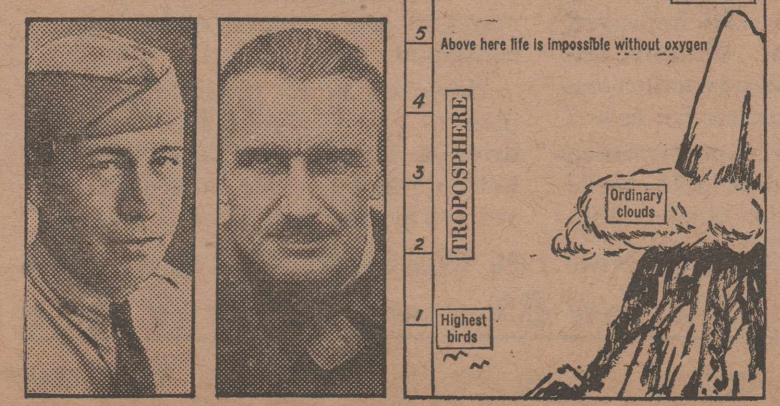 5
Above here life is impossible without oxygen
4
TROPOSPHERE
3
Ordinary
clouds
2
1
Highest
birds